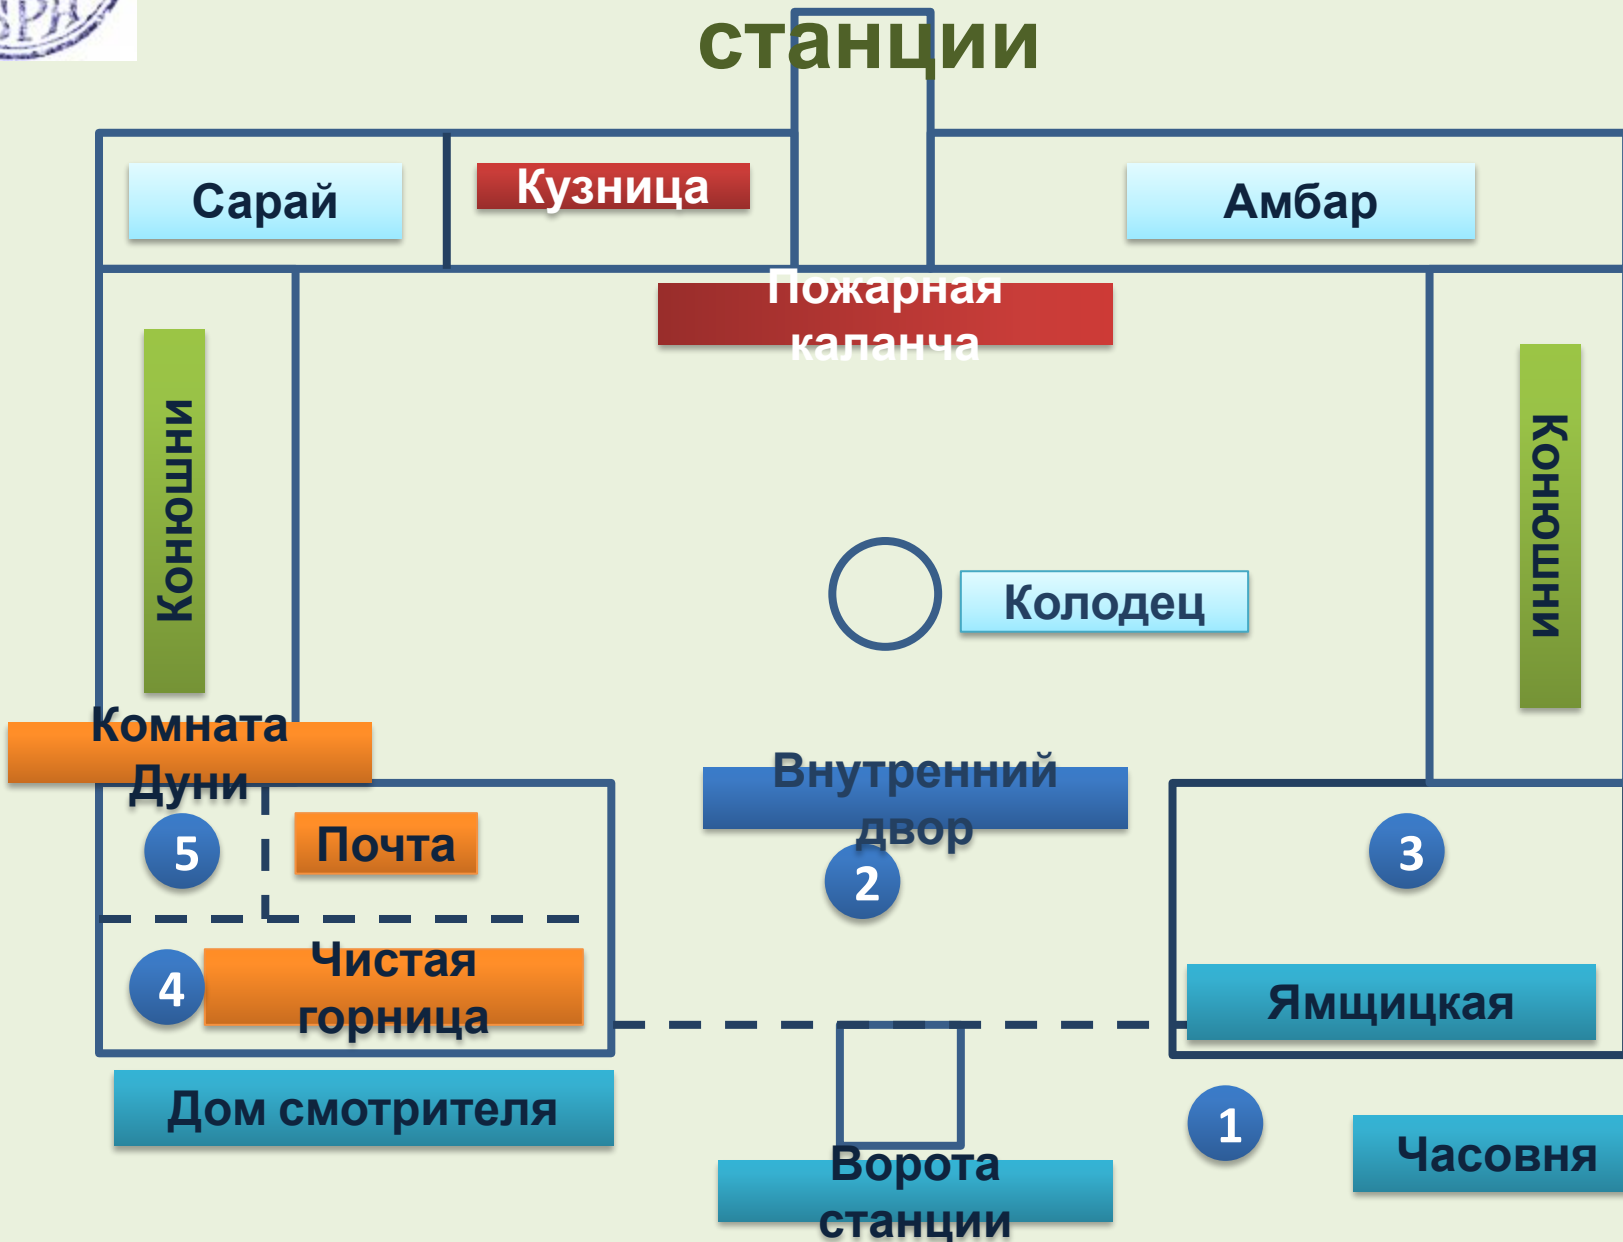 станции
Сарай
Кузница
Амбар
Пожарная
каланча
Конюшни
Конюшни
Колодец
Комната
Дуни
Внутренний
двор
5
Почта
2
3
4
Чистая
горница
Ямщицкая
Дом смотрителя
1
Часовня
Ворота
станции